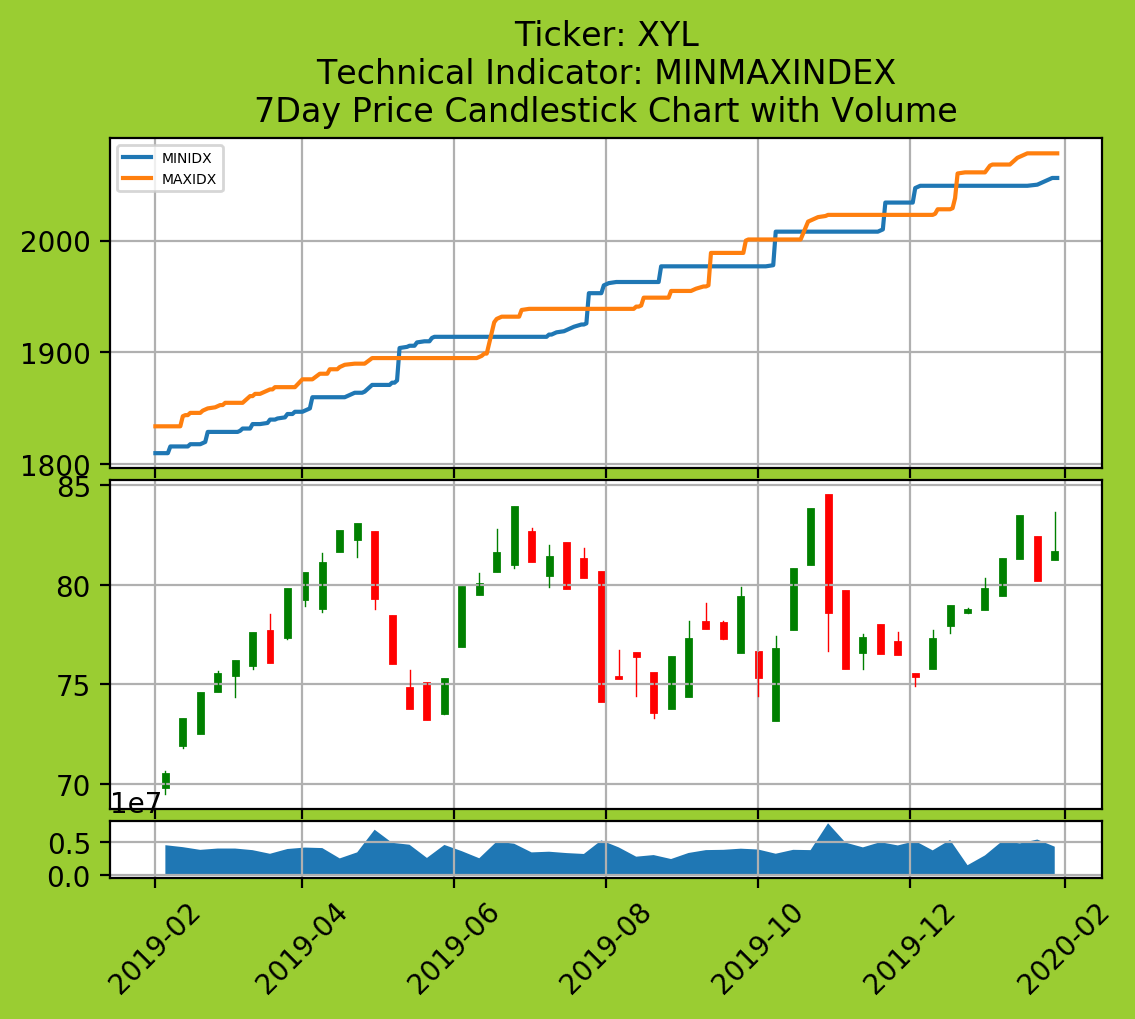 Ticker: XYL
Technical Indicator: MINMAXINDEX
7Day Price Candlestick Chart with Volume
MINIDX
MAXIDX
2000
1900
1800
85
80
75
70
1e7
0.5
0.0
2019-02
2019-04
2019-06
2019-08
2019-10
2019-12
2020-02